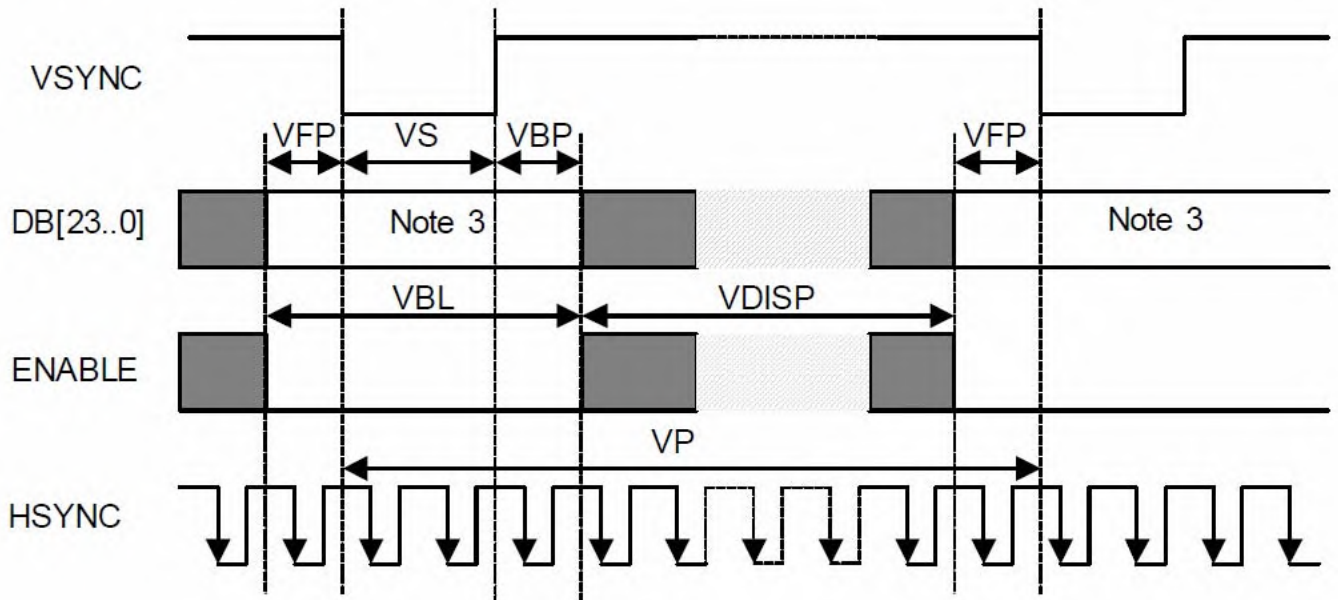 VSYNC
VFP VS VBP VFP
DB[23..0] Note 3 Note 3
VBL VDISP
ENABLE
VP
HSYNC